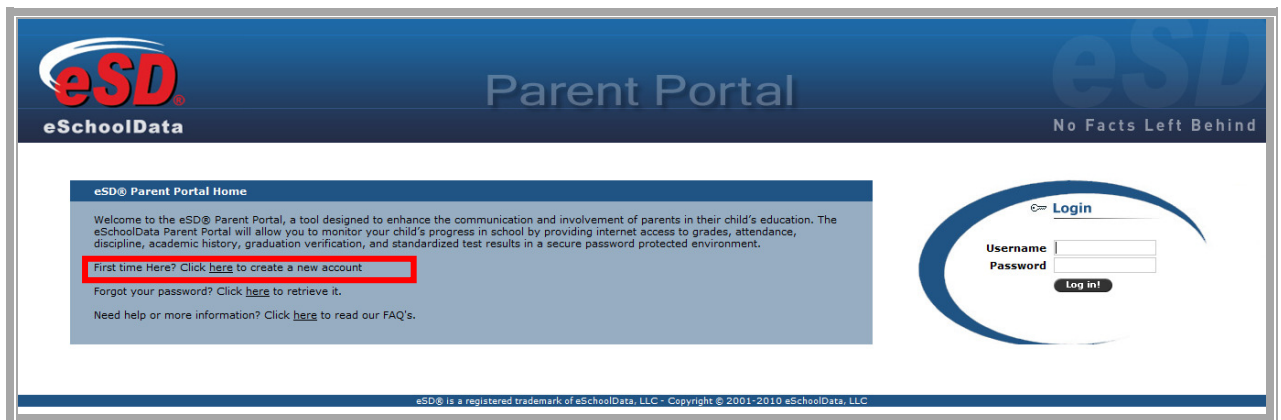 eSD®
eSchoolData
Parent Portal
eSD
No Facts Left Behind
eSD® Parent Portal Home
Welcome to the eSD® Parent Portal, a tool designed to enhance the communication and involvement of parents in their child's education. The
eSchoolData Parent Portal will allow you to monitor your child's progress in school by providing internet access to grades, attendance,
discipline, academic history, graduation verification, and standardized test results in a secure password protected environment.
First time Here? Click here to create a new account
Forgot your password? Click here to retrieve it.
Need help or more information? Click here to read our FAQ's.
Login
Username
Password
Log in!
eSD® is a registered trademark of eSchoolData, LLC - Copyright © 2001-2010 eSchoolData, LLC